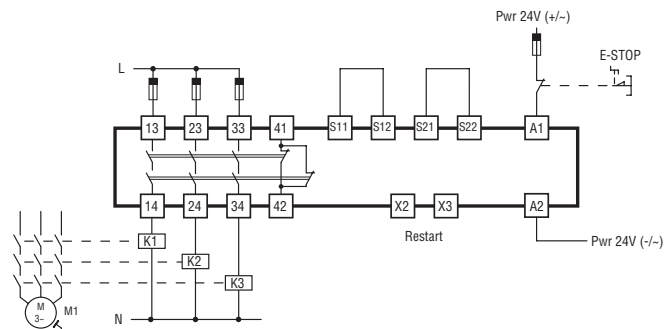 Pwr 24V (+/~)
E-STOP
L
13 23 33 41 S11 S12 S21 S22 A1
14 24 34 42 X2 X3 A2
Restart
Pwr 24V (-/~)
K1
K2
K3
M
3~
M1
N